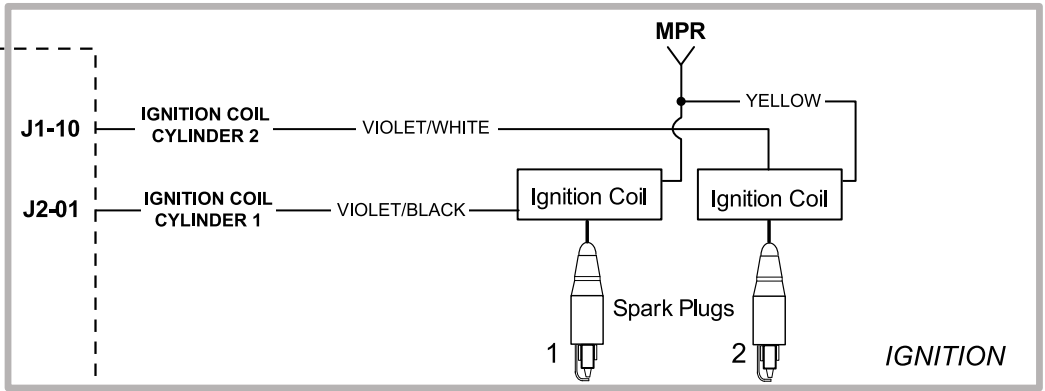 MPR
YELLOW
J1-10
IGNITION COIL
CYLINDER 2
VIOLET/WHITE
J2-01
IGNITION COIL
CYLINDER 1
VIOLET/BLACK
Ignition Coil
Ignition Coil
Spark Plugs
1
2
IGNITION